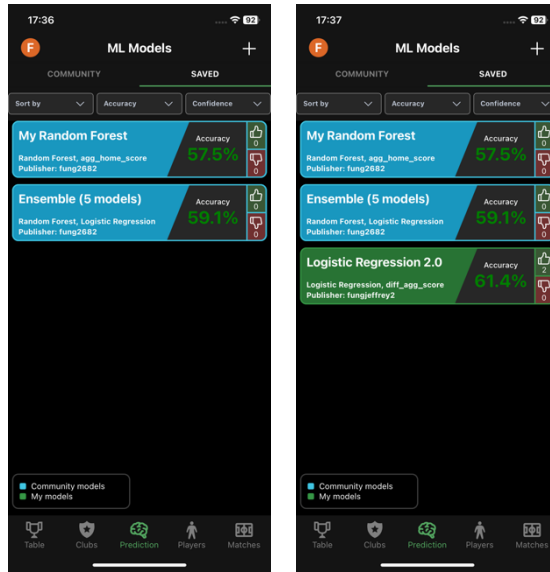 17:36
92
F
ML Models
+
COMMUNITY
SAVED
Sort by
Accuracy
Confidence
My Random Forest
Random Forest, agg_home_score
Publisher: fung2682
Accuracy
57.5%
0
0
Ensemble (5 models)
Random Forest, Logistic Regression
Publisher: fung2682
Accuracy
59.1%
0
0
Community models
My models
Table
Clubs
Prediction
Players
Matches
17:37
92
F
ML Models
+
COMMUNITY
SAVED
Sort by
Accuracy
Confidence
My Random Forest
Random Forest, agg_home_score
Publisher: fung2682
Accuracy
57.5%
0
0
Ensemble (5 models)
Random Forest, Logistic Regression
Publisher: fung2682
Accuracy
59.1%
0
0
Logistic Regression 2.0
Logistic Regression, diff_agg_score
Publisher: fungjeffrey2
Accuracy
61.4%
2
0
Community models
My models
Table
Clubs
Prediction
Players
Matches